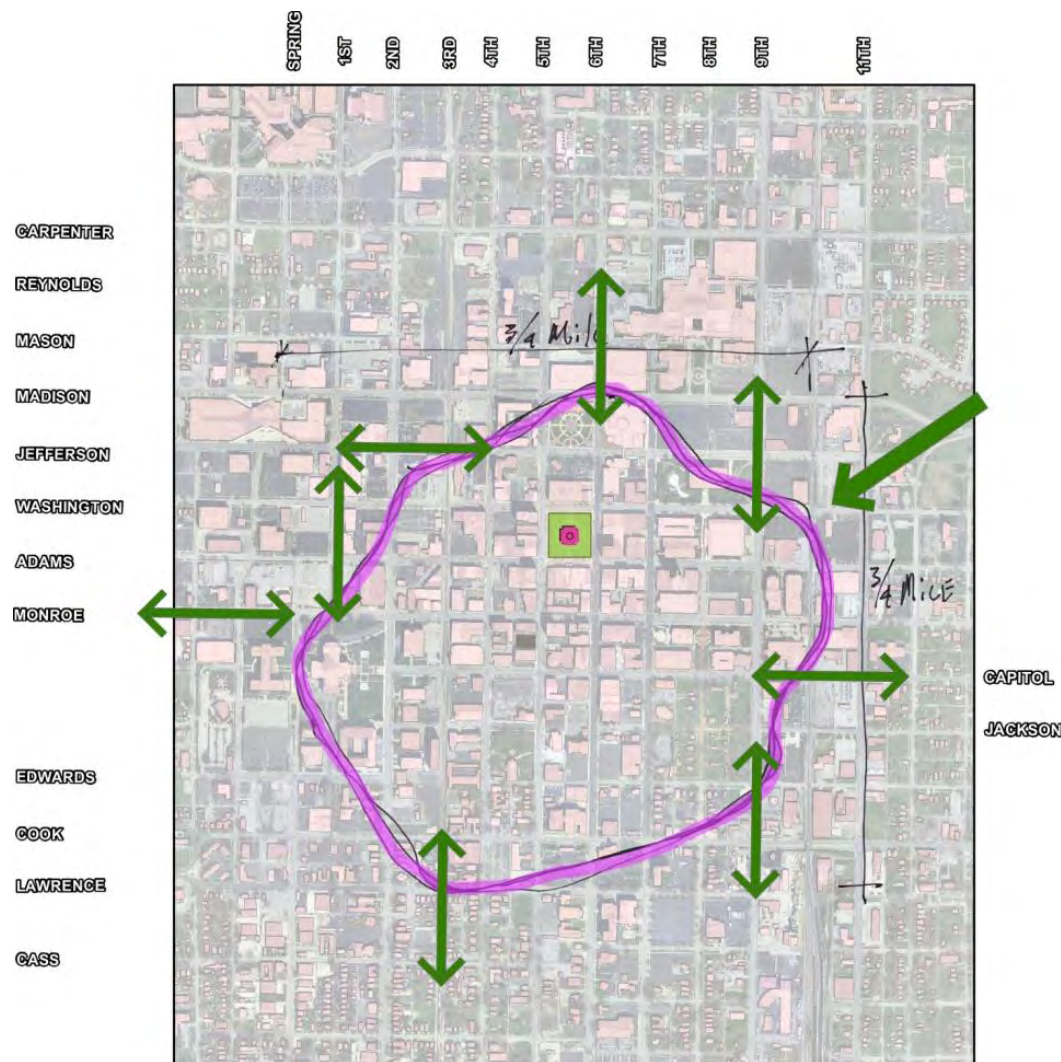 SPRING
1ST
2ND
3RD
4TH
5TH
6TH
7TH
8TH
9TH
11TH
CARPENTER
REYNOLDS
MASON
3/4 Mile
MADISON
JEFFERSON
WASHINGTON
ADAMS
3/4 MILE
MONROE
CAPITOL
JACKSON
EDWARDS
COOK
LAWRENCE
CASS